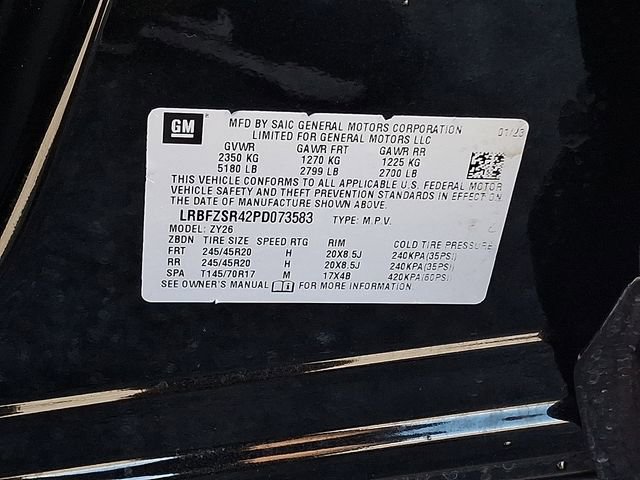 GM MFD BY SAIC GENERAL MOTORS CORPORATION 01/23
LIMITED FOR GENERAL MOTORS LLC
GVWR GAWR FRT GAWR RR
2350 KG 1270 KG 1225 KG
5180 LB 2799 LB 2700 LB
THIS VEHICLE CONFORMS TO ALL APPLICABLE U.S. FEDERAL MOTOR
VEHICLE SAFETY AND THEFT PREVENTION STANDARDS IN EFFECT ON
THE DATE OF MANUFACTURE SHOWN ABOVE.
LRBFZSR42PD073583 TYPE: M.P.V.
MODEL: ZY26
ZBDN TIRE SIZE SPEED RTG RIM COLD TIRE PRESSURE
FRT 245/45R20 H 20X8.5J 240KPA(35PSI)
RR 245/45R20 H 20X8.5J 240KPA(35PSI)
SPA T145/70R17 M 17X4B 420KPA(60PSI)
SEE OWNER'S MANUAL FOR MORE INFORMATION